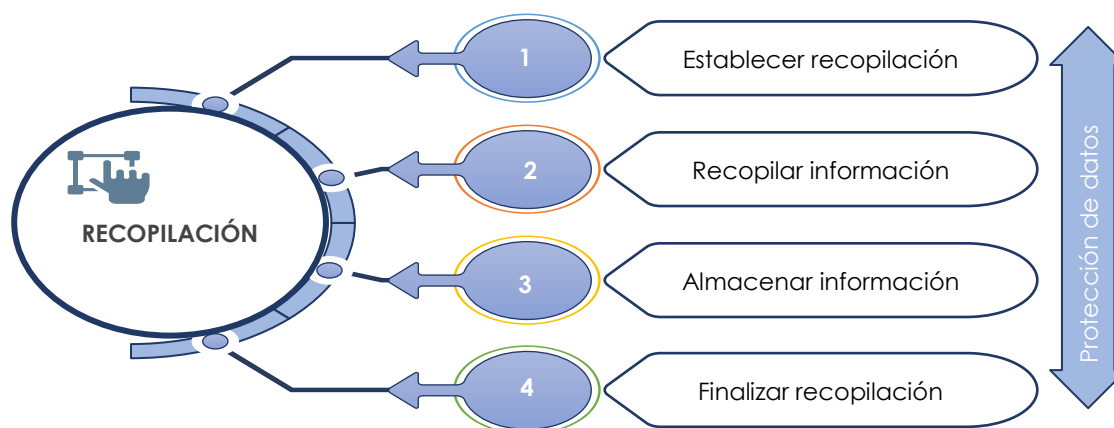 RECOPILACIÓN
1
Establecer recopilación
2
Recopilar información
3
Almacenar información
4
Finalizar recopilación
Protección de datos